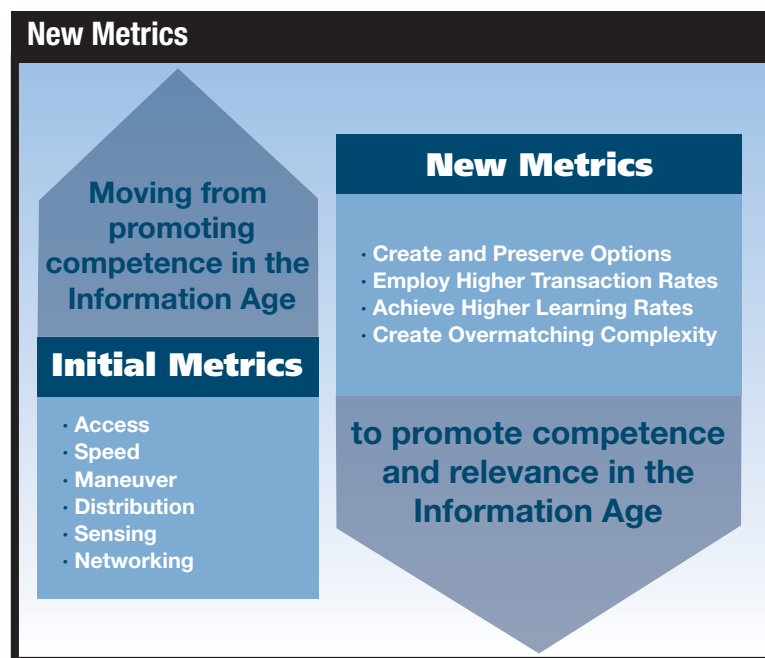 New Metrics
Moving from
promoting
competence in the
Information Age
Initial Metrics
· Access
· Speed
· Maneuver
· Distribution
· Sensing
· Networking
New Metrics
· Create and Preserve Options
· Employ Higher Transaction Rates
· Achieve Higher Learning Rates
· Create Overmatching Complexity
to promote competence
and relevance in the
Information Age